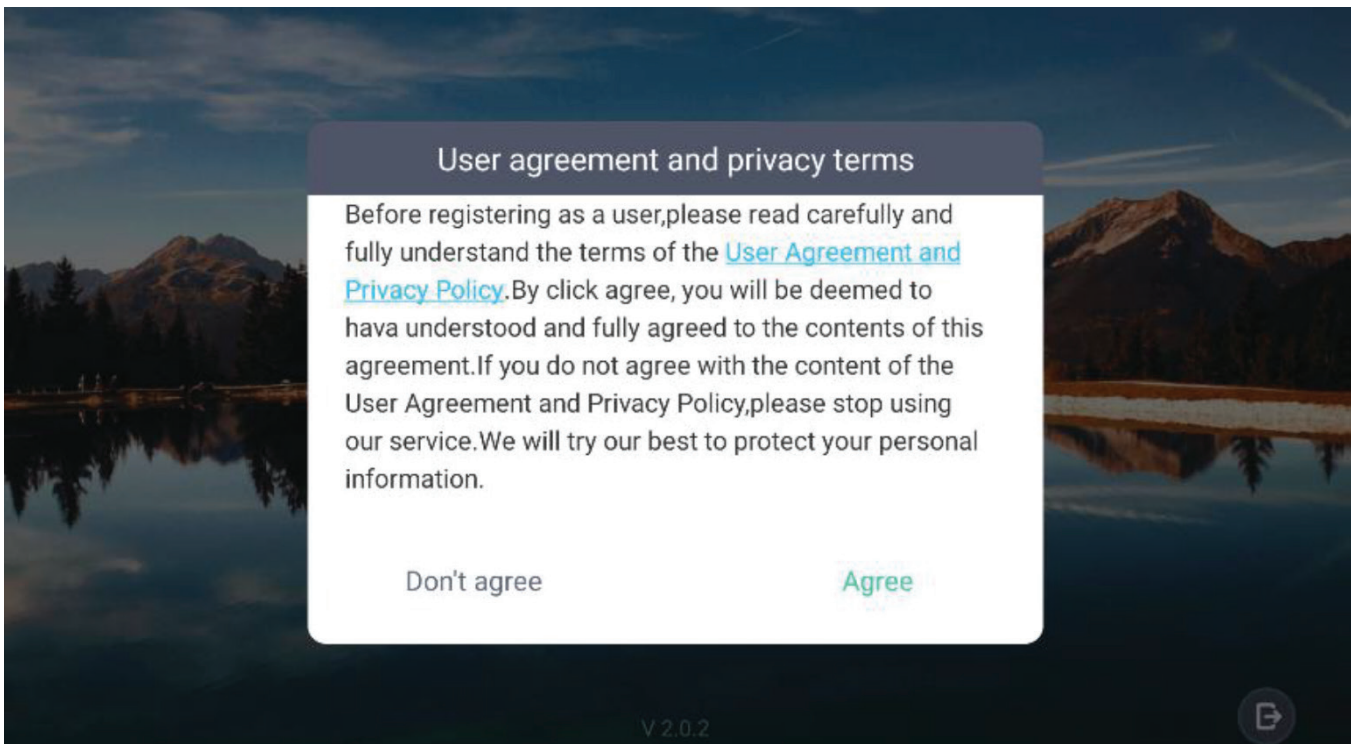 User agreement and privacy terms
Before registering as a user,please read carefully and
fully understand the terms of the User Agreement and
Privacy Policy.By click agree, you will be deemed to
hava understood and fully agreed to the contents of this
agreement.If you do not agree with the content of the
User Agreement and Privacy Policy,please stop using
our service.We will try our best to protect your personal
information.
Don't agree
Agree
V 2.0.2